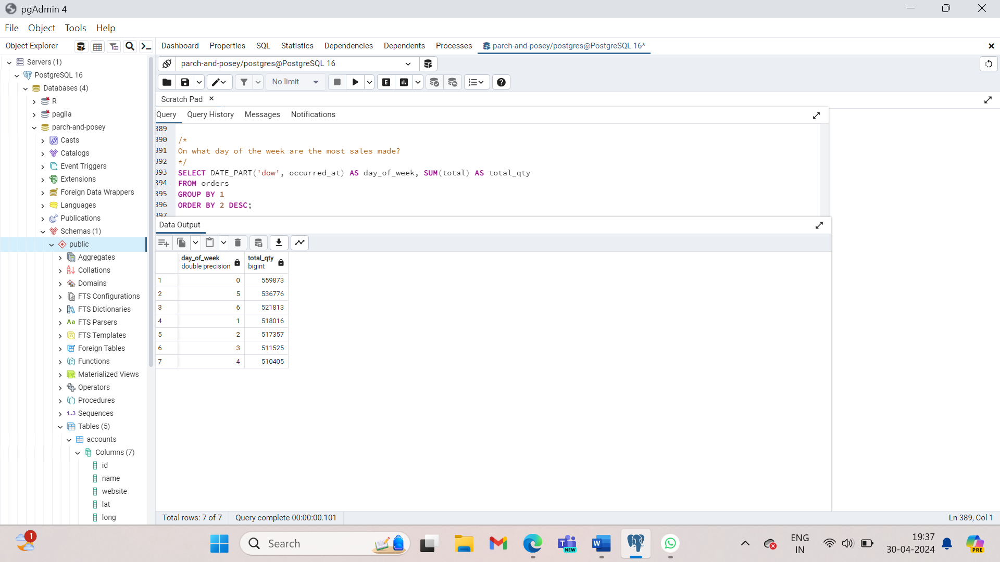 pgAdmin 4
File Object Tools Help
Object Explorer
Dashboard Properties SQL Statistics Dependencies Dependents Processes parch-and-posey/postgres@PostgreSQL 16*
Servers (1)
PostgreSQL 16
Databases (4)
R
pagila
parch-and-posey
Casts
Catalogs
Event Triggers
Extensions
Foreign Data Wrappers
Languages
Publications
Schemas (1)
public
Aggregates
Collations
Domains
FTS Configurations
FTS Dictionaries
Aa FTS Parsers
FTS Templates
Foreign Tables
Functions
Materialized Views
Operators
Procedures
1..3 Sequences
Tables (5)
accounts
Columns (7)
id
name
website
lat
long
parch-and-posey/postgres@PostgreSQL 16
No limit
E
Scratch Pad
Query Query History Messages Notifications
389
390 /*
391 On what day of the week are the most sales made?
392 */
393 SELECT DATE_PART('dow', occurred_at) AS day_of_week, SUM(total) AS total_qty
394 FROM orders
395 GROUP BY 1
396 ORDER BY 2 DESC;
397
Data Output
day_of_week total_qty
double precision bigint
1 0 559873
2 5 536776
3 6 521813
4 1 518016
5 2 517357
6 3 511525
7 4 510405
Total rows: 7 of 7 Query complete 00:00:00.101 Ln 389, Col 1
1
Search
NEW
ENG
IN
19:37
30-04-2024
PRE